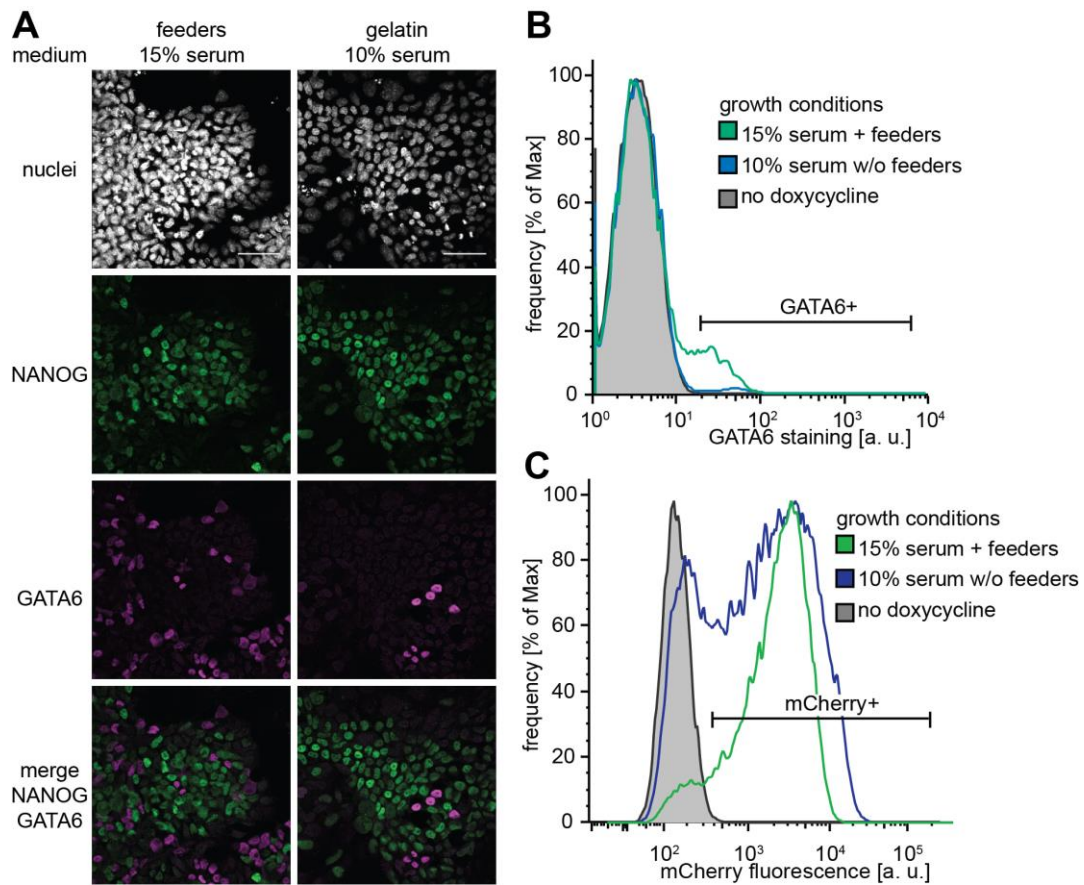 A
medium
feeders
15% serum
gelatin
10% serum
nuclei
NANOG
GATA6
merge
NANOG
GATA6
B
frequency [% of Max]
100
80
60
40
20
0
growth conditions
15% serum + feeders
10% serum w/o feeders
no doxycycline
GATA6+
10⁰ 10¹ 10² 10³ 10⁴
GATA6 staining [a. u.]
C
frequency [% of Max]
100
80
60
40
20
0
growth conditions
15% serum + feeders
10% serum w/o feeders
no doxycycline
mCherry+
10² 10³ 10⁴ 10⁵
mCherry fluorescence [a. u.]